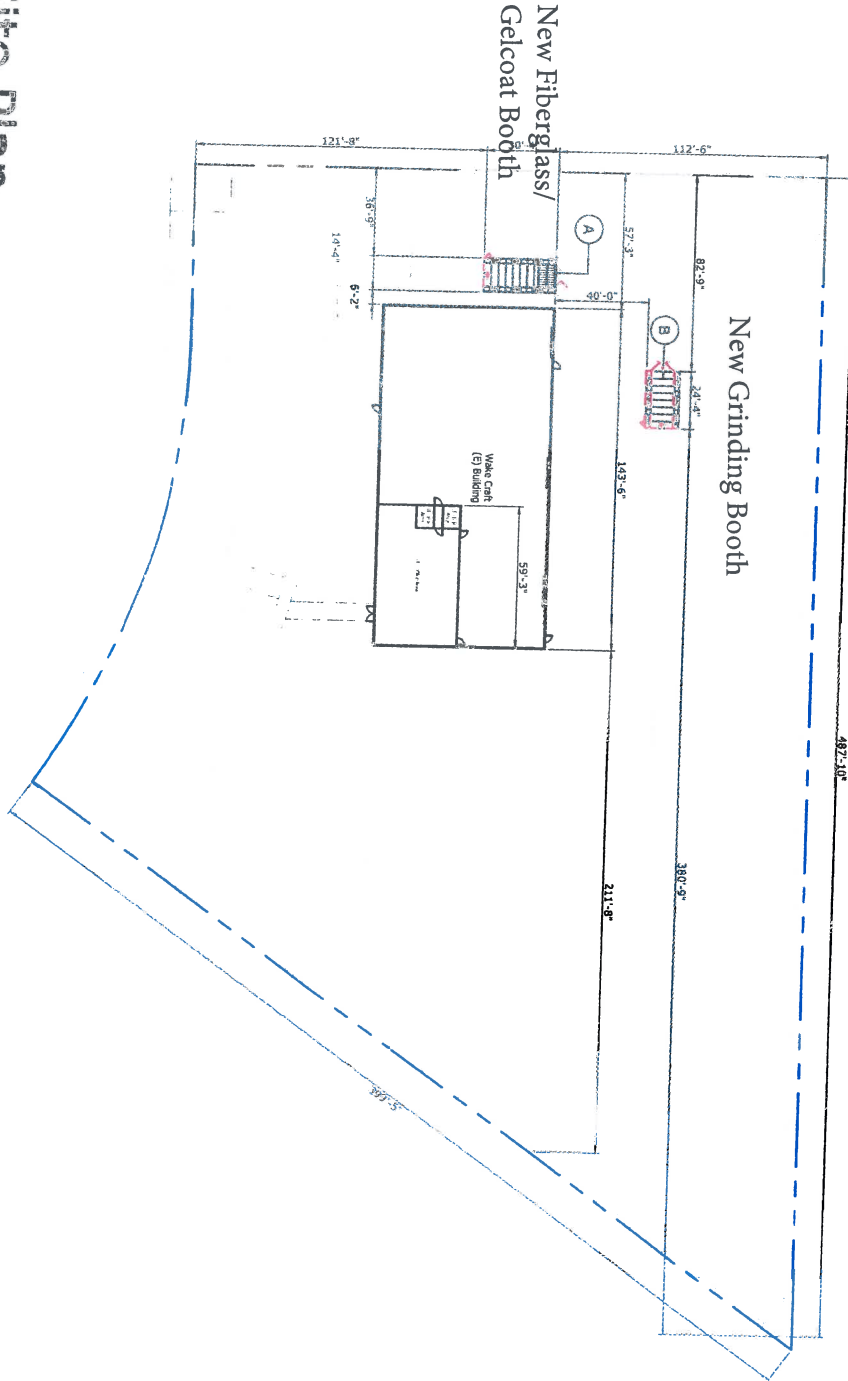 Site Plan
New Fiberglass/
Gelcoat Booth
New Grinding Booth
A
B
121'-8"
112'-6"
36'-9"
14'-4"
6'-2"
57'-3"
82'-9"
40'-0"
24'-4"
143'-6"
Wake Craft
(E) Building
59'-3"
487'-10"
380'-9"
211'-8"